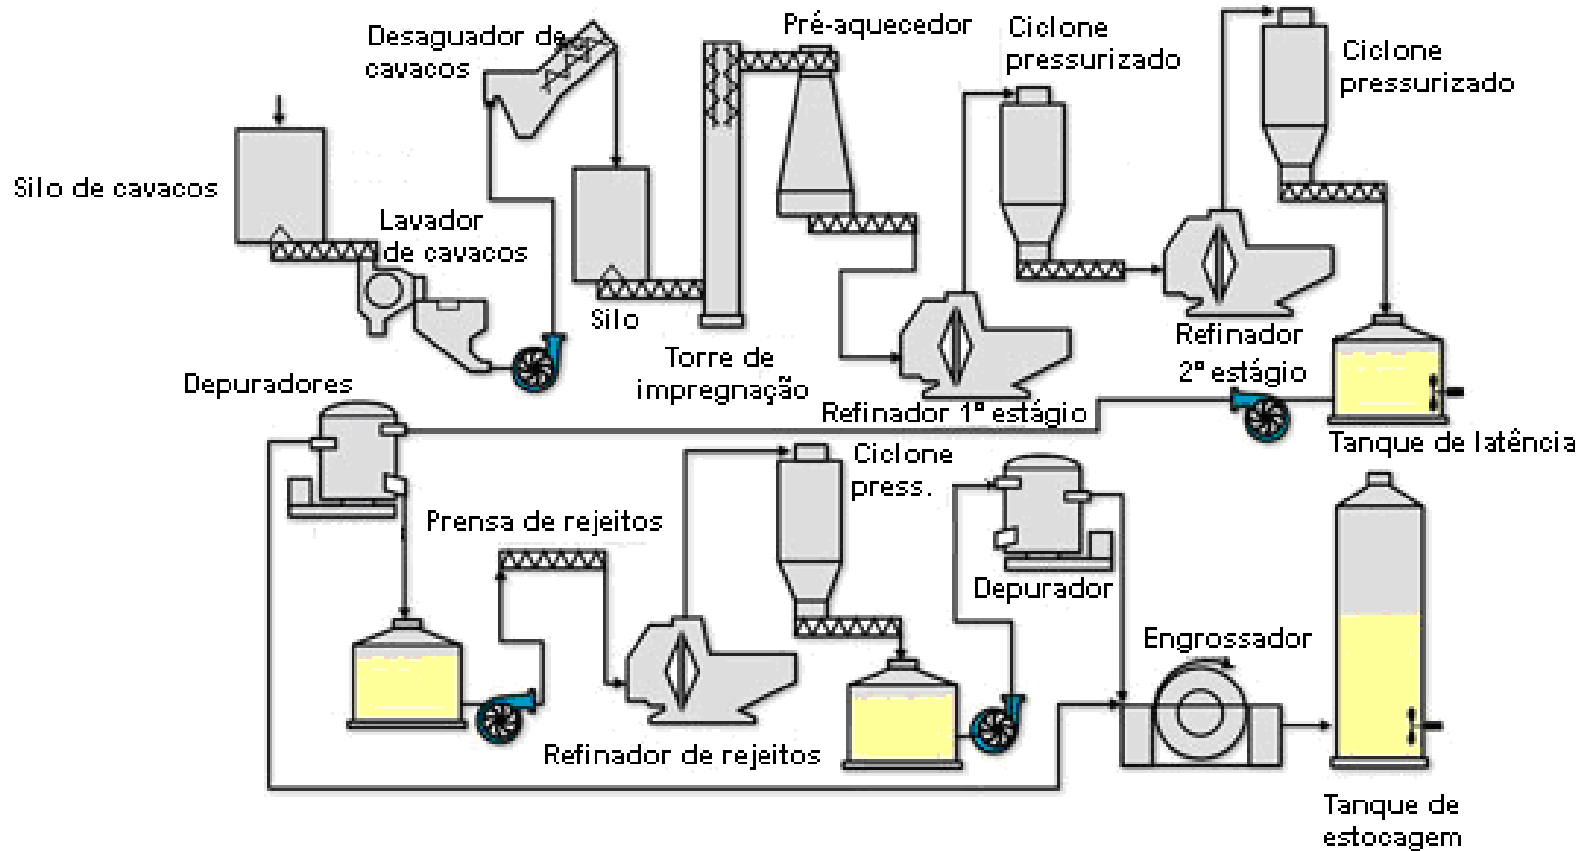 Pré-aquecedor
Ciclone
pressurizado
Ciclone
pressurizado
Desaguador de
cavacos
Silo de cavacos
Lavador
de cavacos
Silo
Torre de
impregnação
Refinador 1º estágio
Refinador
2º estágio
Tanque de latência
Depuradores
Prensa de rejeitos
Ciclone
press.
Depurador
Engrossador
Refinador de rejeitos
Tanque de
estocagem